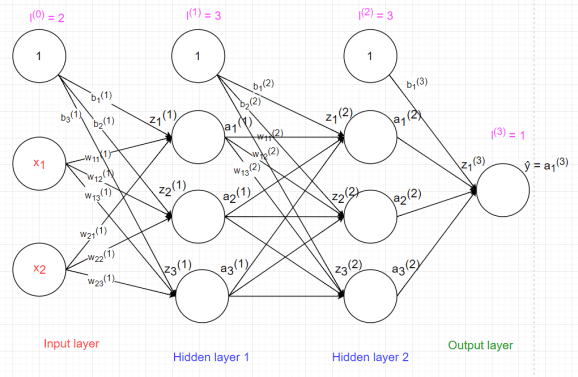 l(0) = 2
l(1) = 3
l(2) = 3
1
1
1
b1(1)
b2(1)
b3(1)
b1(2)
b2(2)
b1(3)
l(3) = 1
z1(1)
a1(1)
z1(2)
a1(2)
x1
w11(1)
w12(1)
w13(1)
w11(2)
w12(2)
w13(2)
z1(3)
ŷ = a1(3)
z2(1)
a2(1)
z2(2)
a2(2)
w21(1)
w22(1)
w23(1)
x2
z3(1)
a3(1)
z3(2)
a3(2)
Input layer
Hidden layer 1
Hidden layer 2
Output layer